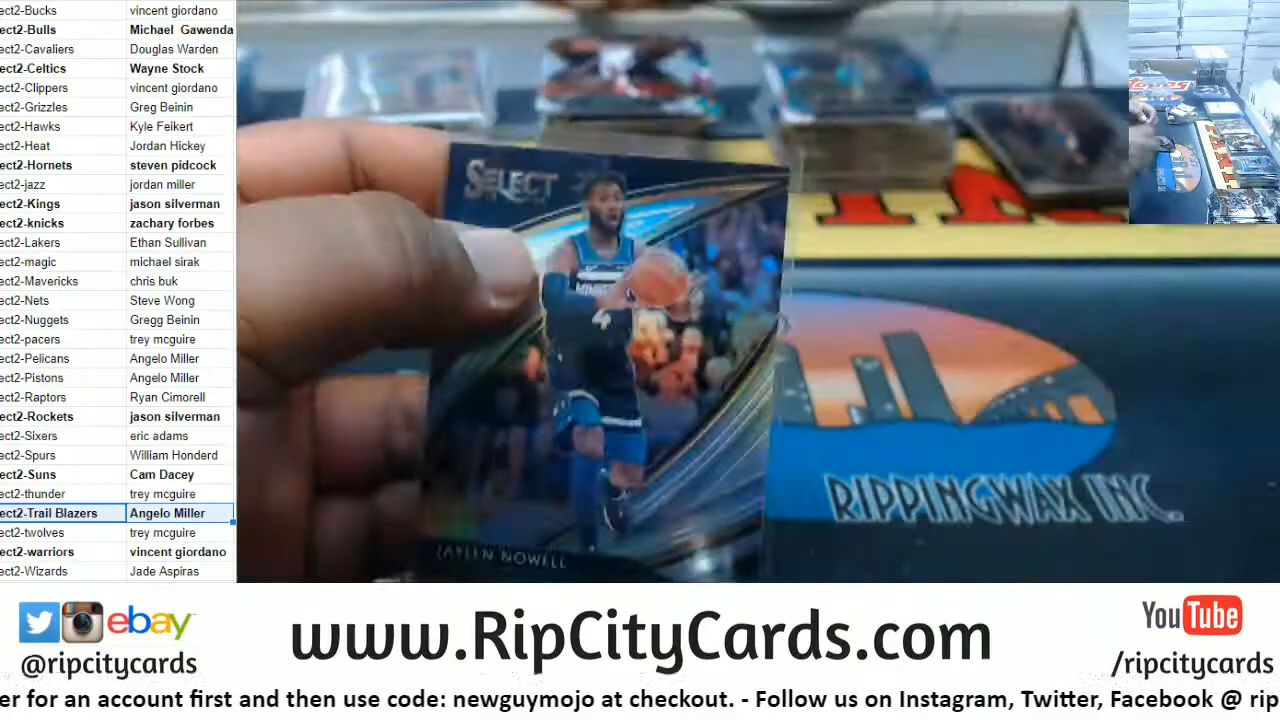 ect2-Bucks vincent giordano
ect2-Bulls Michael Gawenda
ect2-Cavaliers Douglas Warden
ect2-Celtics Wayne Stock
ect2-Clippers vincent giordano
ect2-Grizzles Greg Beinin
ect2-Hawks Kyle Feikert
ect2-Heat Jordan Hickey
ect2-Hornets steven pidcock
ect2-jazz jordan miller
ect2-Kings jason silverman
ect2-knicks zachary forbes
ect2-Lakers Ethan Sullivan
ect2-magic michael sirak
ect2-Mavericks chris buk
ect2-Nets Steve Wong
ect2-Nuggets Gregg Beinin
ect2-pacers trey mcguire
ect2-Pelicans Angelo Miller
ect2-Pistons Angelo Miller
ect2-Raptors Ryan Cimorell
ect2-Rockets jason silverman
ect2-Sixers eric adams
ect2-Spurs William Honderd
ect2-Suns Cam Dacey
ect2-thunder trey mcguire
ect2-Trail Blazers Angelo Miller
ect2-twolves trey mcguire
ect2-warriors vincent giordano
ect2-Wizards Jade Aspiras
SELECT
4
JAYLEN NOWELL
RIPPINGWAX INC.
Topps
ebay
@ripcitycards
www.RipCityCards.com
YouTube
/ripcitycards
er for an account first and then use code: newguymojo at checkout. - Follow us on Instagram, Twitter, Facebook @ rip